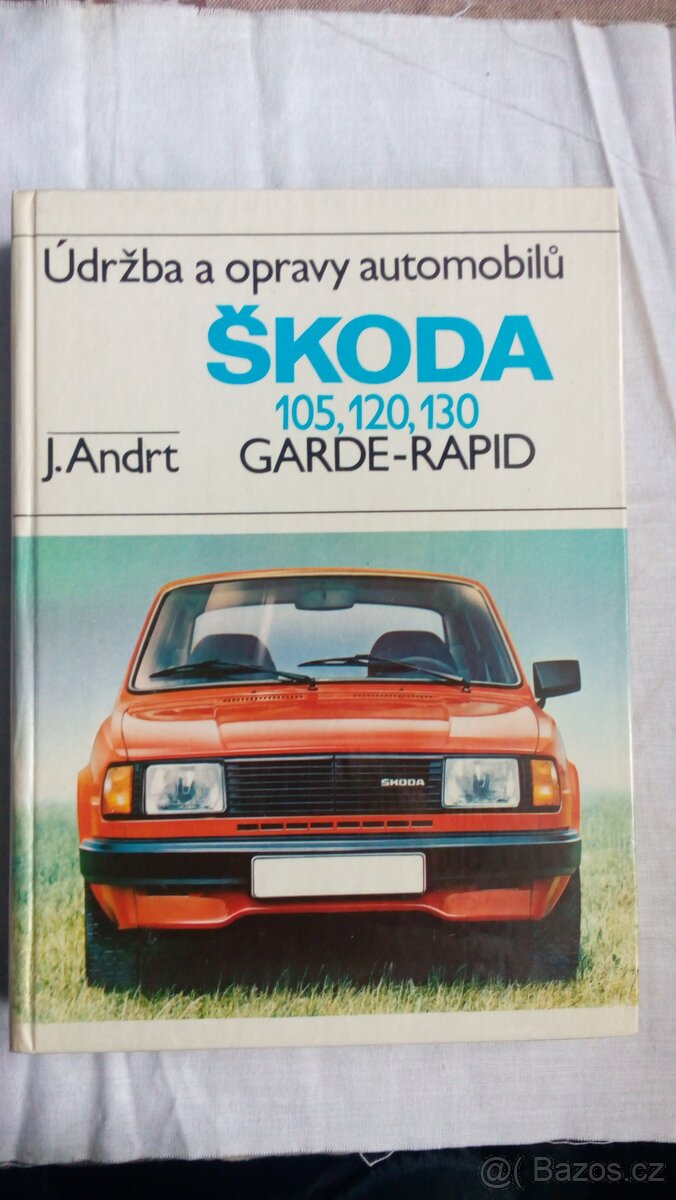 Údržba a opravy automobilů
ŠKODA
105,120,130
J.Andrt GARDE-RAPID
ŠKODA
@( Bazos.cz